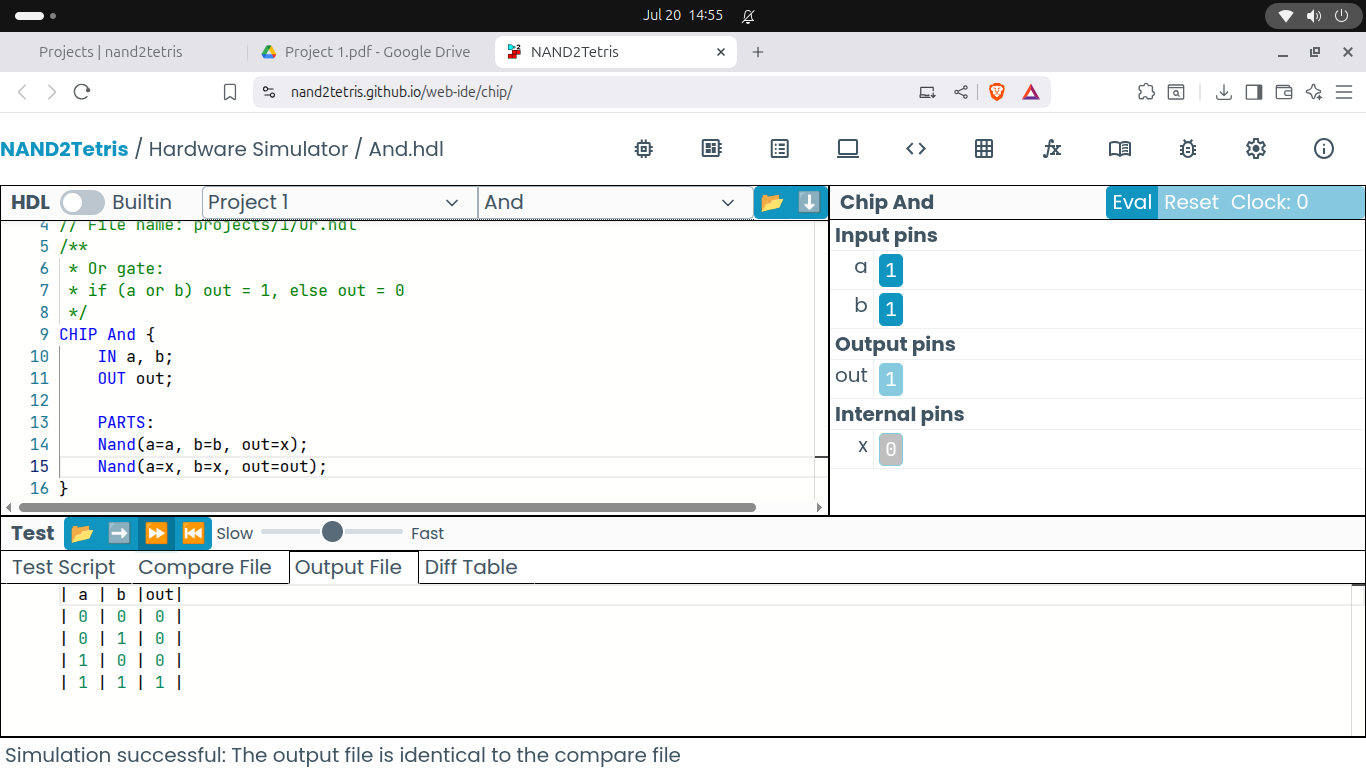 Jul 20 14:55
Projects | nand2tetris
Project 1.pdf - Google Drive
NAND2Tetris
nand2tetris.github.io/web-ide/chip/
NAND2Tetris / Hardware Simulator / And.hdl
HDL Builtin Project 1 And
4 // File name: projects/1/Or.hdl
5 /**
6 * Or gate:
7 * if (a or b) out = 1, else out = 0
8 */
9 CHIP And {
10 IN a, b;
11 OUT out;
12
13 PARTS:
14 Nand(a=a, b=b, out=x);
15 Nand(a=x, b=x, out=out);
16 }
Chip And Eval Reset Clock: 0
Input pins
a 1
b 1
Output pins
out 1
Internal pins
x 0
Test Slow Fast
Test Script Compare File Output File Diff Table
| a | b |out|
| 0 | 0 | 0 |
| 0 | 1 | 0 |
| 1 | 0 | 0 |
| 1 | 1 | 1 |
Simulation successful: The output file is identical to the compare file